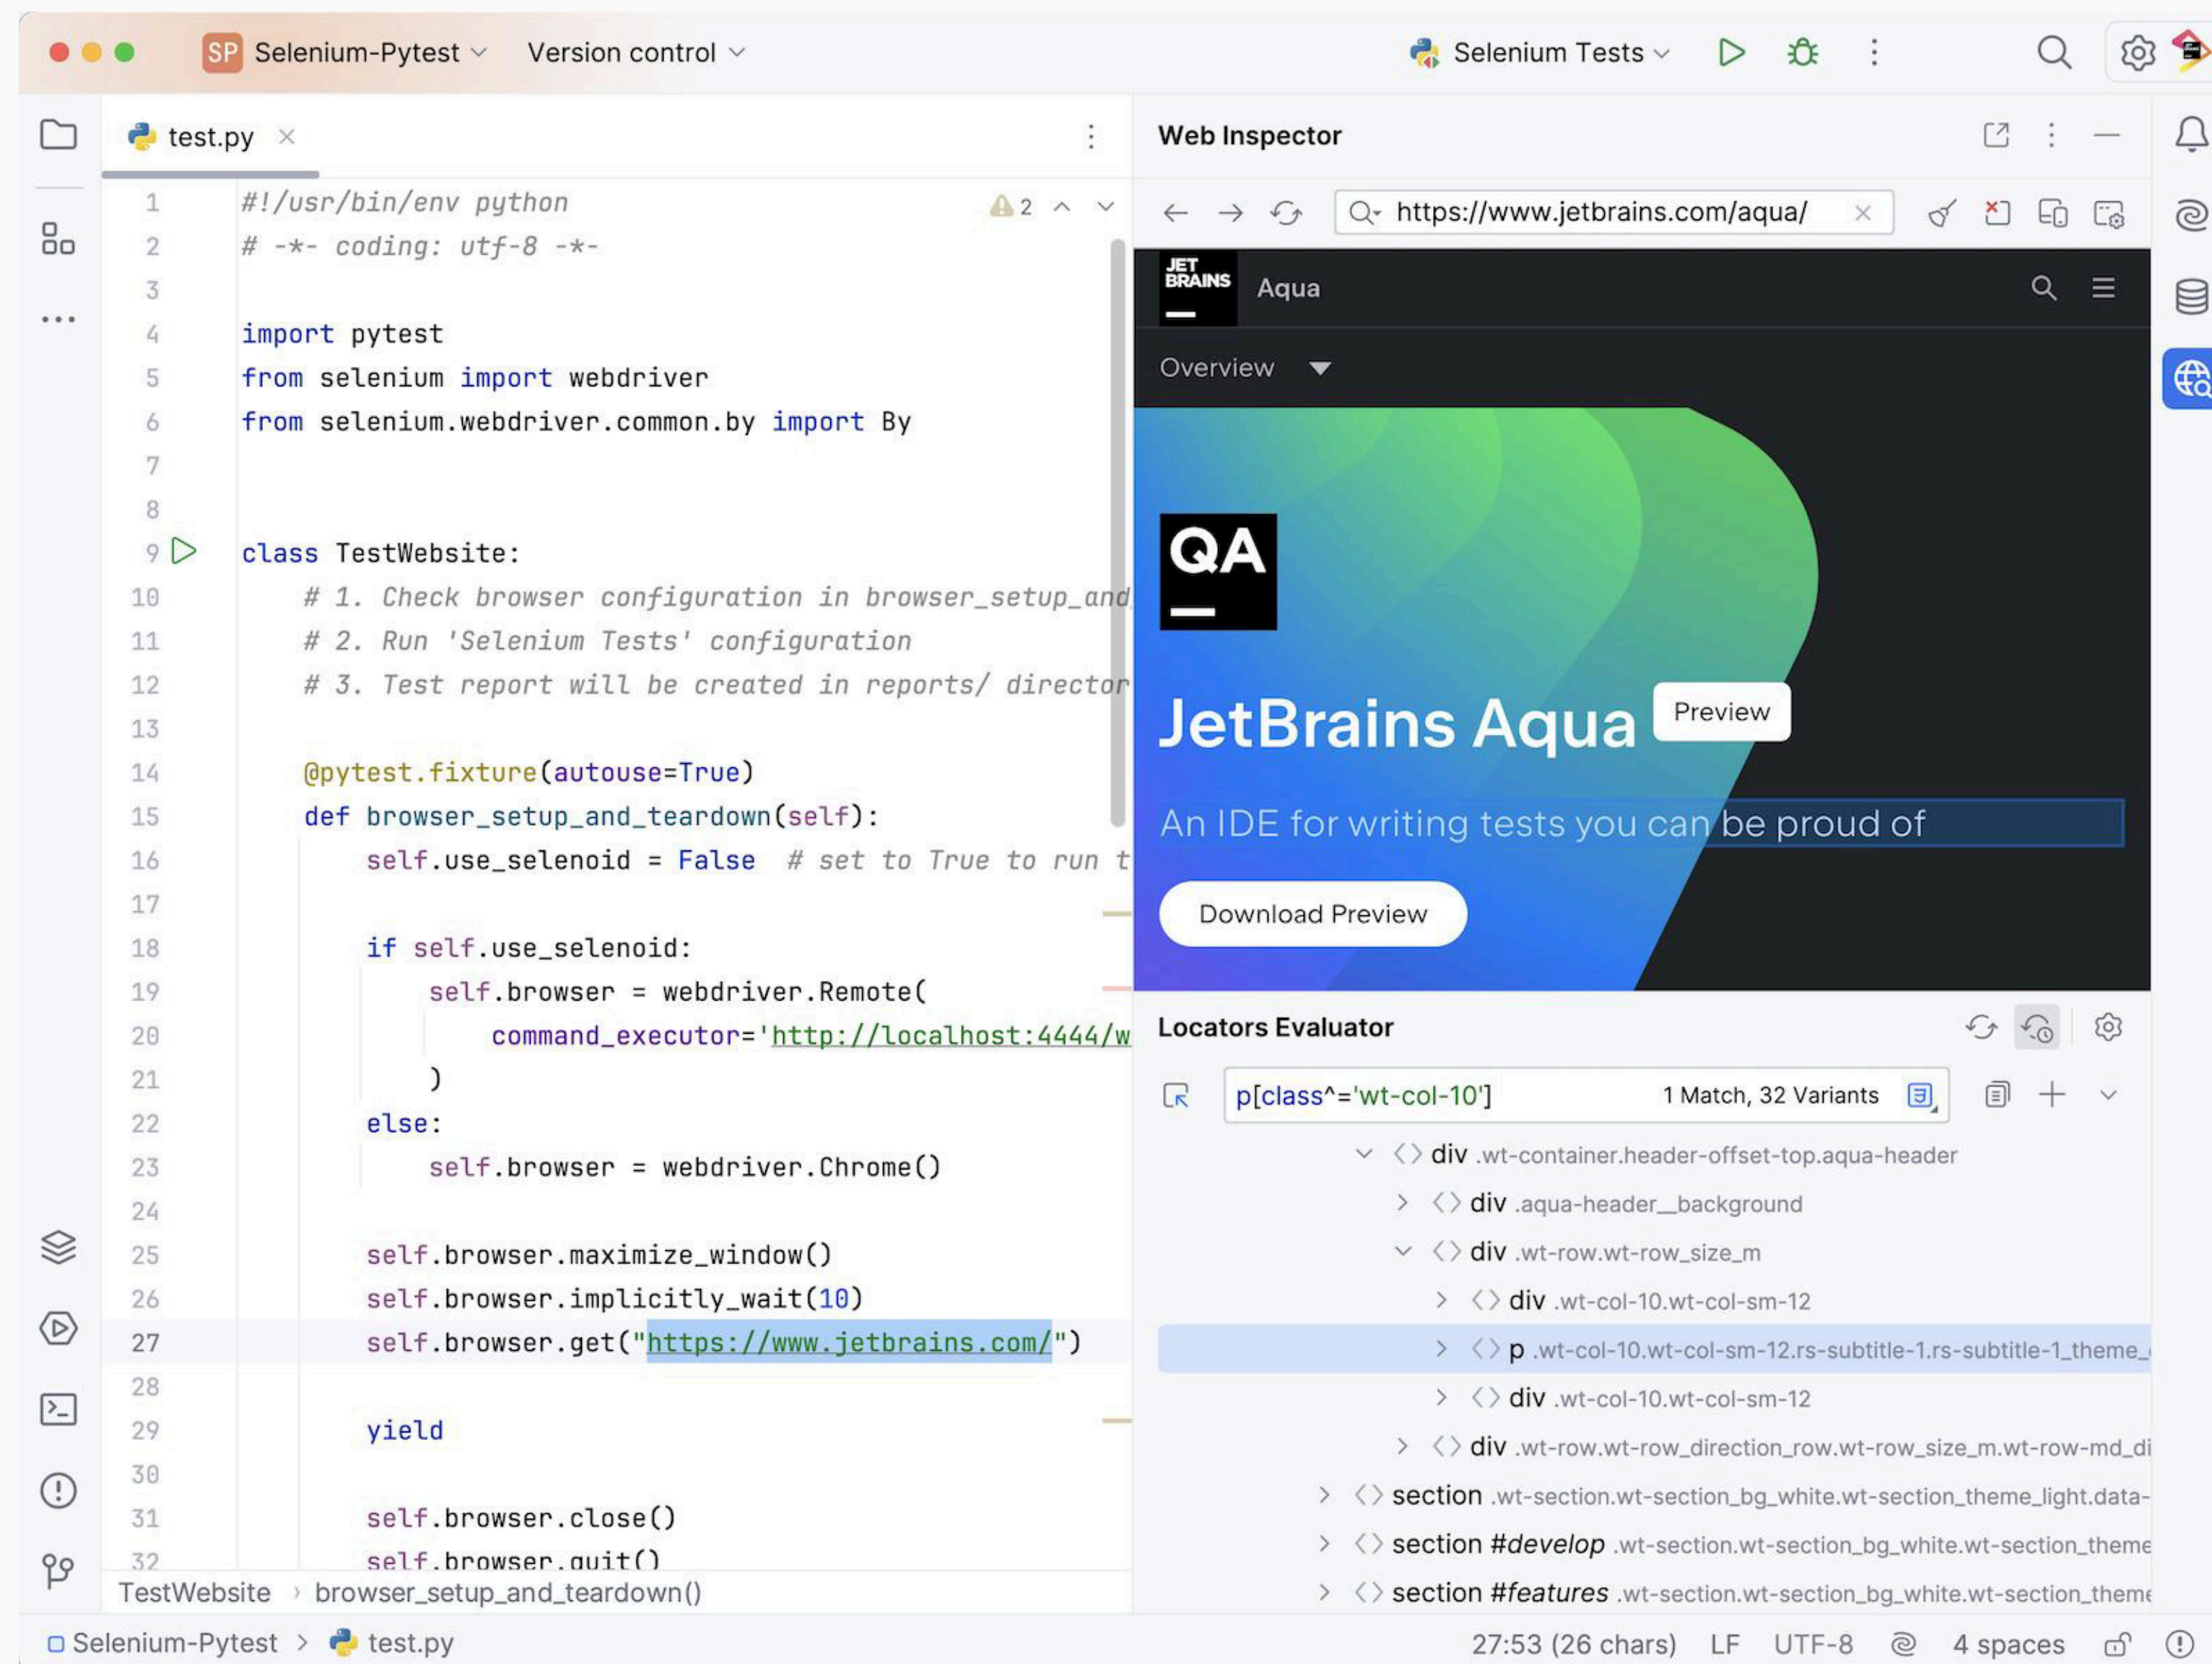 SP Selenium-Pytest Version control Selenium Tests
test.py
2
1 #!/usr/bin/env python
2 # -*- coding: utf-8 -*-
3
4 import pytest
5 from selenium import webdriver
6 from selenium.webdriver.common.by import By
7
8
9 class TestWebsite:
10 # 1. Check browser configuration in browser_setup_and
11 # 2. Run 'Selenium Tests' configuration
12 # 3. Test report will be created in reports/ director
13
14 @pytest.fixture(autouse=True)
15 def browser_setup_and_teardown(self):
16 self.use_selenoid = False # set to True to run t
17
18 if self.use_selenoid:
19 self.browser = webdriver.Remote(
20 command_executor='http://localhost:4444/w
21 )
22 else:
23 self.browser = webdriver.Chrome()
24
25 self.browser.maximize_window()
26 self.browser.implicitly_wait(10)
27 self.browser.get("https://www.jetbrains.com/")
28
29 yield
30
31 self.browser.close()
32 self.browser.quit()
TestWebsite › browser_setup_and_teardown()
Web Inspector
https://www.jetbrains.com/aqua/
JET
BRAINS
Aqua
Overview
QA
JetBrains Aqua Preview
An IDE for writing tests you can be proud of
Download Preview
Locators Evaluator
p[class^='wt-col-10'] 1 Match, 32 Variants
<> div .wt-container.header-offset-top.aqua-header
<> div .aqua-header__background
<> div .wt-row.wt-row_size_m
<> div .wt-col-10.wt-col-sm-12
<> p .wt-col-10.wt-col-sm-12.rs-subtitle-1.rs-subtitle-1_theme_
<> div .wt-col-10.wt-col-sm-12
<> div .wt-row.wt-row_direction_row.wt-row_size_m.wt-row-md_di
<> section .wt-section.wt-section_bg_white.wt-section_theme_light.data-
<> section #develop .wt-section.wt-section_bg_white.wt-section_theme
<> section #features .wt-section.wt-section_bg_white.wt-section_theme
Selenium-Pytest > test.py
27:53 (26 chars) LF UTF-8 4 spaces